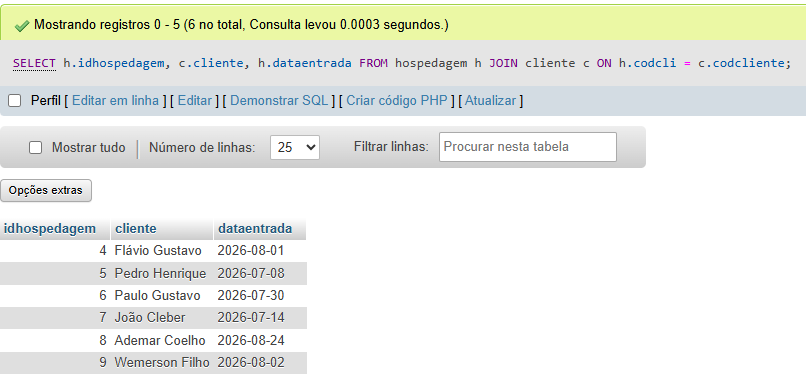 Mostrando registros 0 - 5 (6 no total, Consulta levou 0.0003 segundos.)
SELECT h.idhospedagem, c.cliente, h.dataentrada FROM hospedagem h JOIN cliente c ON h.codcli = c.codcliente;
Perfil [ Editar em linha ] [ Editar ] [ Demonstrar SQL ] [ Criar código PHP ] [ Atualizar ]
Mostrar tudo Número de linhas: 25 Filtrar linhas: Procurar nesta tabela
Opções extras
idhospedagem cliente dataentrada
4 Flávio Gustavo 2026-08-01
5 Pedro Henrique 2026-07-08
6 Paulo Gustavo 2026-07-30
7 João Cleber 2026-07-14
8 Ademar Coelho 2026-08-24
9 Wemerson Filho 2026-08-02